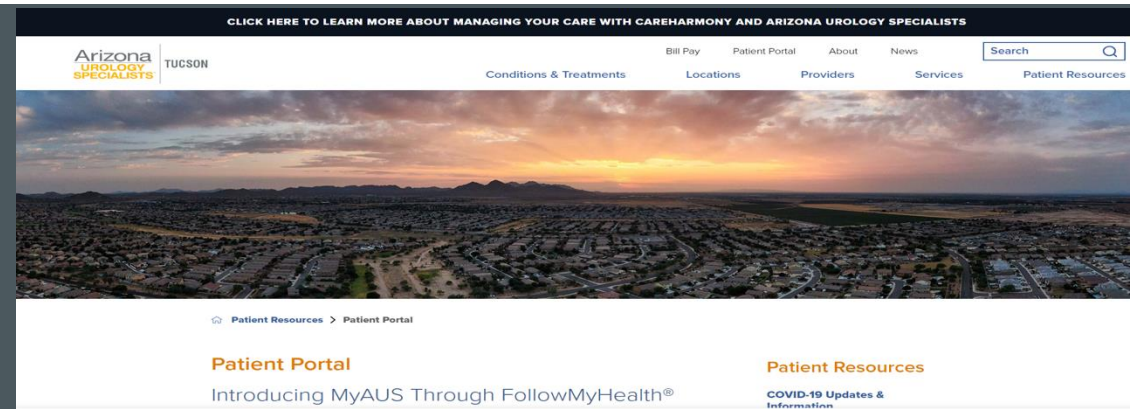 CLICK HERE TO LEARN MORE ABOUT MANAGING YOUR CARE WITH CAREHARMONY AND ARIZONA UROLOGY SPECIALISTS
Arizona
UROLOGY
SPECIALISTS
TUCSON
Bill Pay Patient Portal About News Search
Conditions & Treatments Locations Providers Services Patient Resources
Patient Resources > Patient Portal
Patient Portal
Introducing MyAUS Through FollowMyHealth®
Patient Resources
COVID-19 Updates &
Information